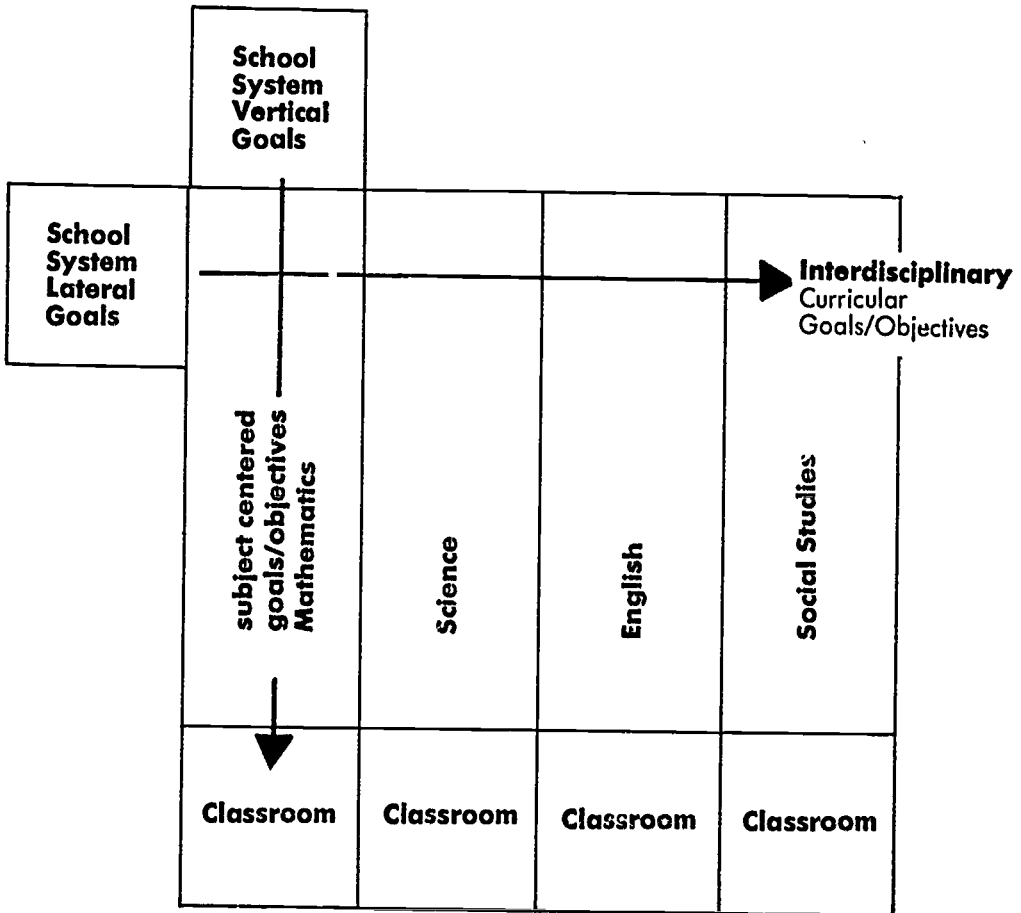 School
System
Vertical
Goals
School
System
Lateral
Goals
Interdisciplinary
Curricular
Goals/Objectives
subject centered
goals/objectives
Mathematics
Science
English
Social Studies
Classroom
Classroom
Classroom
Classroom